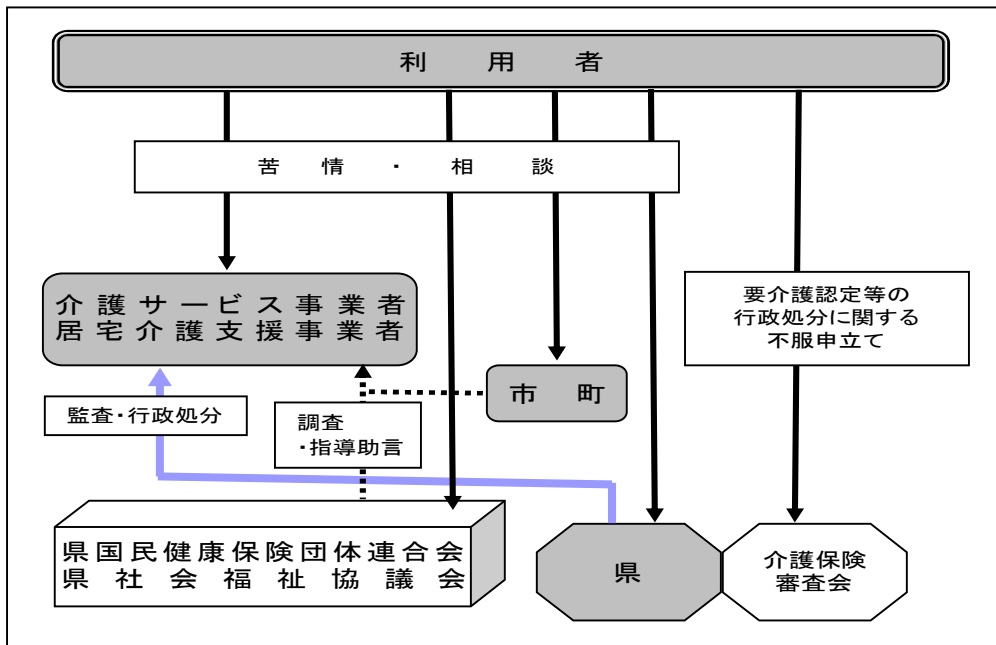 利用者
苦情・相談
介護サービス事業者
居宅介護支援事業者
要介護認定等の
行政処分に関する
不服申立て
市町
監査・行政処分
調査
・指導助言
県国民健康保険団体連合会
県社会福祉協議会
県
介護保険
審査会